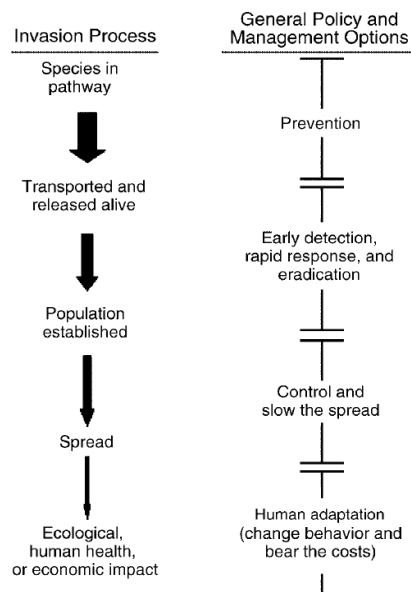 Invasion Process
Species in
pathway
Transported and
released alive
Population
established
Spread
Ecological,
human health,
or economic impact
General Policy and
Management Options
Prevention
Early detection,
rapid response, and
eradication
Control and
slow the spread
Human adaptation
(change behavior and
bear the costs)